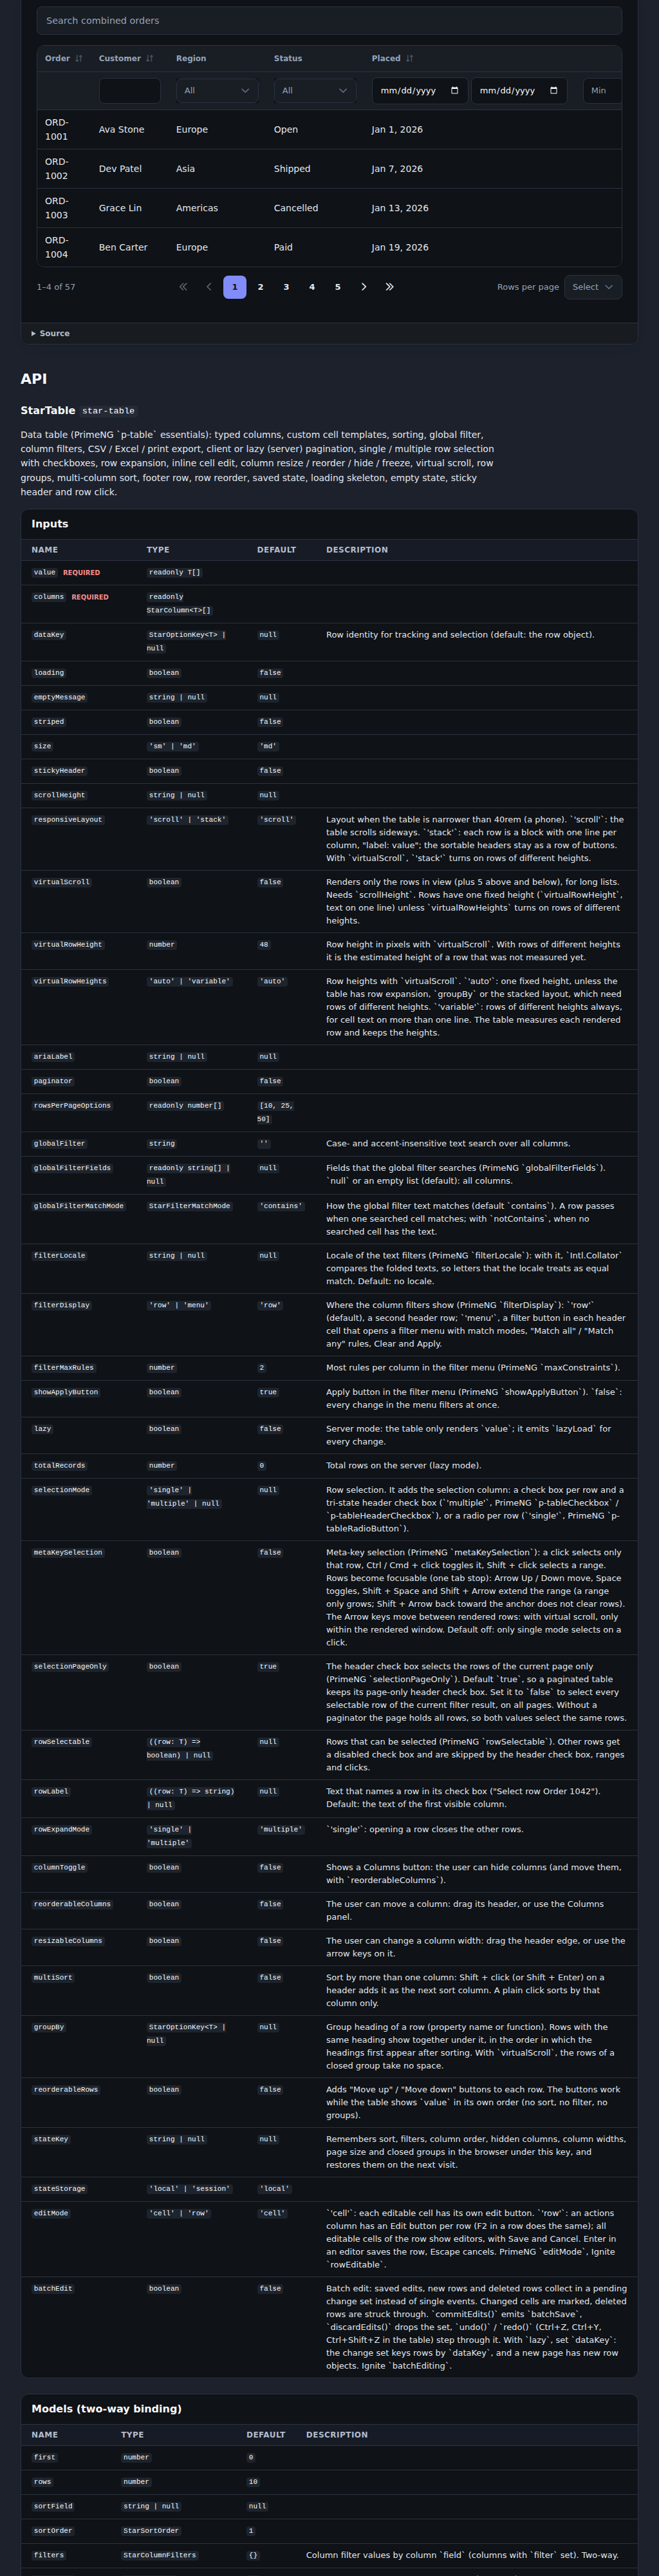 Search combined orders
Order Customer Region Status Placed
All All mm/dd/yyyy mm/dd/yyyy Min
ORD-
1001 Ava Stone Europe Open Jan 1, 2026
ORD-
1002 Dev Patel Asia Shipped Jan 7, 2026
ORD-
1003 Grace Lin Americas Cancelled Jan 13, 2026
ORD-
1004 Ben Carter Europe Paid Jan 19, 2026
1–4 of 57 1 2 3 4 5 Rows per page Select
Source
API
StarTable star-table
Data table (PrimeNG `p-table` essentials): typed columns, custom cell templates, sorting, global filter,
column filters, CSV / Excel / print export, client or lazy (server) pagination, single / multiple row selection
with checkboxes, row expansion, inline cell edit, column resize / reorder / hide / freeze, virtual scroll, row
groups, multi-column sort, footer row, row reorder, saved state, loading skeleton, empty state, sticky
header and row click.
Inputs
NAME TYPE DEFAULT DESCRIPTION
value REQUIRED readonly T[]
columns REQUIRED readonly
StarColumn<T>[]
dataKey StarOptionKey<T> | null Row identity for tracking and selection (default: the row object).
null
loading boolean false
emptyMessage string | null null
striped boolean false
size 'sm' | 'md' 'md'
stickyHeader boolean false
scrollHeight string | null null
responsiveLayout 'scroll' | 'stack' 'scroll' Layout when the table is narrower than 40rem (a phone). `'scroll'`: the
table scrolls sideways. `'stack'`: each row is a block with one line per
column, "label: value"; the sortable headers stay as a row of buttons.
With `virtualScroll`, `'stack'` turns on rows of different heights.
virtualScroll boolean false Renders only the rows in view (plus 5 above and below), for long lists.
Needs `scrollHeight`. Rows have one fixed height (`virtualRowHeight`,
text on one line) unless `virtualRowHeights` turns on rows of different
heights.
virtualRowHeight number 48 Row height in pixels with `virtualScroll`. With rows of different heights
it is the estimated height of a row that was not measured yet.
virtualRowHeights 'auto' | 'variable' 'auto' Row heights with `virtualScroll`. `'auto'`: one fixed height, unless the
table has row expansion, `groupBy` or the stacked layout, which need
rows of different heights. `'variable'`: rows of different heights always,
for cell text on more than one line. The table measures each rendered
row and keeps the heights.
ariaLabel string | null null
paginator boolean false
rowsPerPageOptions readonly number[] [10, 25,
50]
globalFilter string '' Case- and accent-insensitive text search over all columns.
globalFilterFields readonly string[] | null Fields that the global filter searches (PrimeNG `globalFilterFields`).
null `null` or an empty list (default): all columns.
globalFilterMatchMode StarFilterMatchMode 'contains' How the global filter text matches (default `contains`). A row passes
when one searched cell matches; with `notContains`, when no
searched cell has the text.
filterLocale string | null null Locale of the text filters (PrimeNG `filterLocale`): with it, `Intl.Collator`
compares the folded texts, so letters that the locale treats as equal
match. Default: no locale.
filterDisplay 'row' | 'menu' 'row' Where the column filters show (PrimeNG `filterDisplay`): `'row'`
(default), a second header row; `'menu'`, a filter button in each header
cell that opens a filter menu with match modes, "Match all" / "Match
any" rules, Clear and Apply.
filterMaxRules number 2 Most rules per column in the filter menu (PrimeNG `maxConstraints`).
showApplyButton boolean true Apply button in the filter menu (PrimeNG `showApplyButton`). `false`:
every change in the menu filters at once.
lazy boolean false Server mode: the table only renders `value`; it emits `lazyLoad` for
every change.
totalRecords number 0 Total rows on the server (lazy mode).
selectionMode 'single' | null Row selection. It adds the selection column: a check box per row and a
'multiple' | null tri-state header check box (`'multiple'`, PrimeNG `p-tableCheckbox` /
`p-tableHeaderCheckbox`), or a radio per row (`'single'`, PrimeNG `p-
tableRadioButton`).
metaKeySelection boolean false Meta-key selection (PrimeNG `metaKeySelection`): a click selects only
that row, Ctrl / Cmd + click toggles it, Shift + click selects a range.
Rows become focusable (one tab stop): Arrow Up / Down move, Space
toggles, Shift + Space and Shift + Arrow extend the range (a range
only grows; Shift + Arrow back toward the anchor does not clear rows).
The Arrow keys move between rendered rows: with virtual scroll, only
within the rendered window. Default off: only single mode selects on a
click.
selectionPageOnly boolean true The header check box selects the rows of the current page only
(PrimeNG `selectionPageOnly`). Default `true`, so a paginated table
keeps its page-only header check box. Set it to `false` to select every
selectable row of the current filter result, on all pages. Without a
paginator the page holds all rows, so both values select the same rows.
rowSelectable ((row: T) => null Rows that can be selected (PrimeNG `rowSelectable`). Other rows get
boolean) | null a disabled check box and are skipped by the header check box, ranges
and clicks.
rowLabel ((row: T) => string) null Text that names a row in its check box ("Select row Order 1042").
| null Default: the text of the first visible column.
rowExpandMode 'single' | 'multiple' `'single'`: opening a row closes the other rows.
'multiple'
columnToggle boolean false Shows a Columns button: the user can hide columns (and move them,
with `reorderableColumns`).
reorderableColumns boolean false The user can move a column: drag its header, or use the Columns
panel.
resizableColumns boolean false The user can change a column width: drag the header edge, or use the
arrow keys on it.
multiSort boolean false Sort by more than one column: Shift + click (or Shift + Enter) on a
header adds it as the next sort column. A plain click sorts by that
column only.
groupBy StarOptionKey<T> | null Group heading of a row (property name or function). Rows with the
null same heading show together under it, in the order in which the
headings first appear after sorting. With `virtualScroll`, the rows of a
closed group take no space.
reorderableRows boolean false Adds "Move up" / "Move down" buttons to each row. The buttons work
while the table shows `value` in its own order (no sort, no filter, no
groups).
stateKey string | null null Remembers sort, filters, column order, hidden columns, column widths,
page size and closed groups in the browser under this key, and
restores them on the next visit.
stateStorage 'local' | 'session' 'local'
editMode 'cell' | 'row' 'cell' `'cell'`: each editable cell has its own edit button. `'row'`: an actions
column has an Edit button per row (F2 in a row does the same); all
editable cells of the row show editors, with Save and Cancel. Enter in
an editor saves the row, Escape cancels. PrimeNG `editMode`, Ignite
`rowEditable`.
batchEdit boolean false Batch edit: saved edits, new rows and deleted rows collect in a pending
change set instead of single events. Changed cells are marked, deleted
rows are struck through. `commitEdits()` emits `batchSave`,
`discardEdits()` drops the set, `undo()` / `redo()` (Ctrl+Z, Ctrl+Y,
Ctrl+Shift+Z in the table) step through it. With `lazy`, set `dataKey`:
the change set keys rows by `dataKey`, and a new page has new row
objects. Ignite `batchEditing`.
Models (two-way binding)
NAME TYPE DEFAULT DESCRIPTION
first number 0
rows number 10
sortField string | null null
sortOrder StarSortOrder 1
filters StarColumnFilters {} Column filter values by column `field` (columns with `filter` set). Two-way.